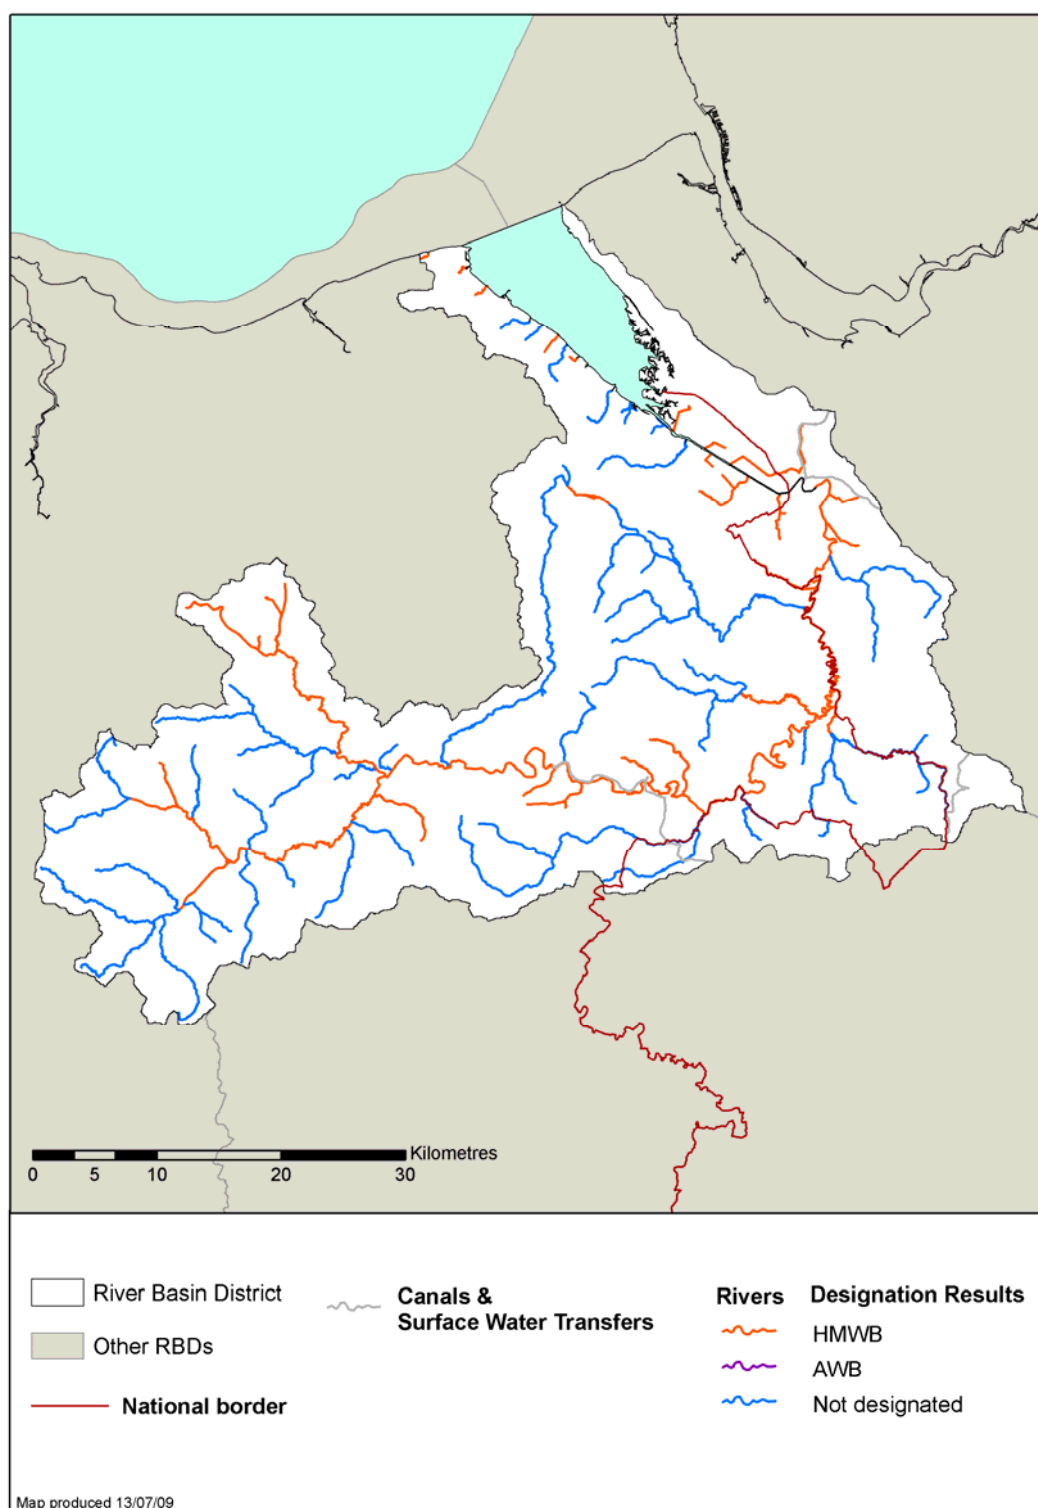 Kilometres
0 5 10 20 30
River Basin District
Other RBDs
National border
Canals &
Surface Water Transfers
Rivers Designation Results
HMWB
AWB
Not designated
Map produced 13/07/09